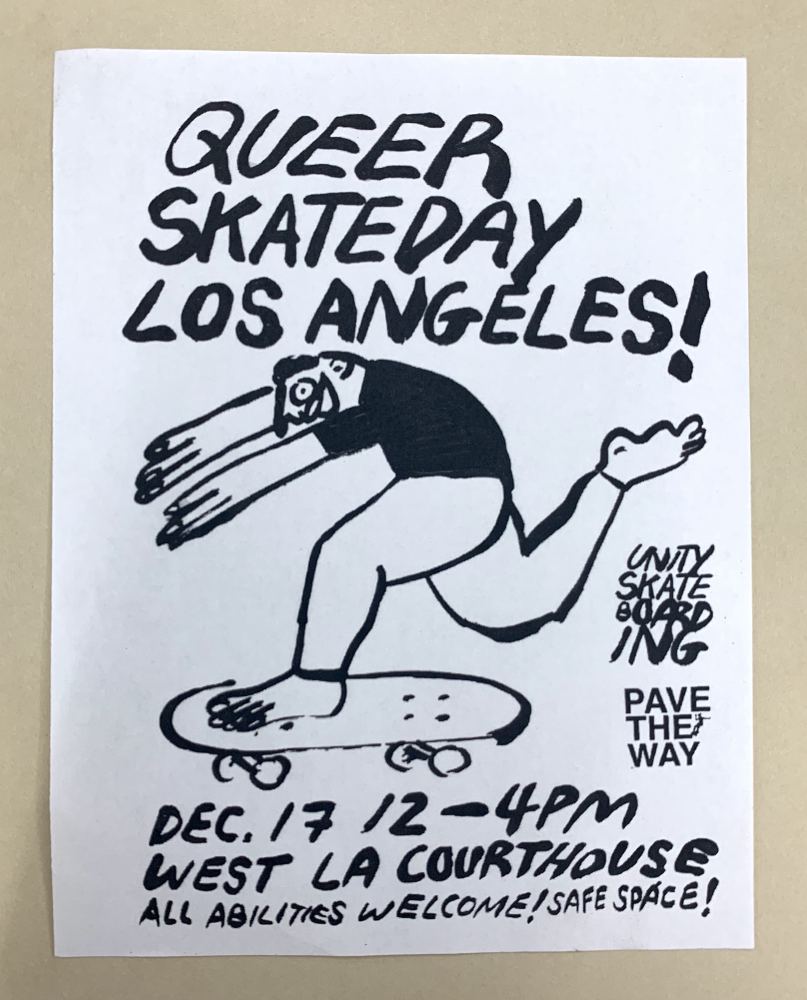 QUEER
SKATEDAY
LOS ANGELES!
UNITY
SKATE
BOARD
ING
PAVE
THE
WAY
DEC. 17 12-4PM
WEST LA COURTHOUSE
ALL ABILITIES WELCOME! SAFE SPACE!